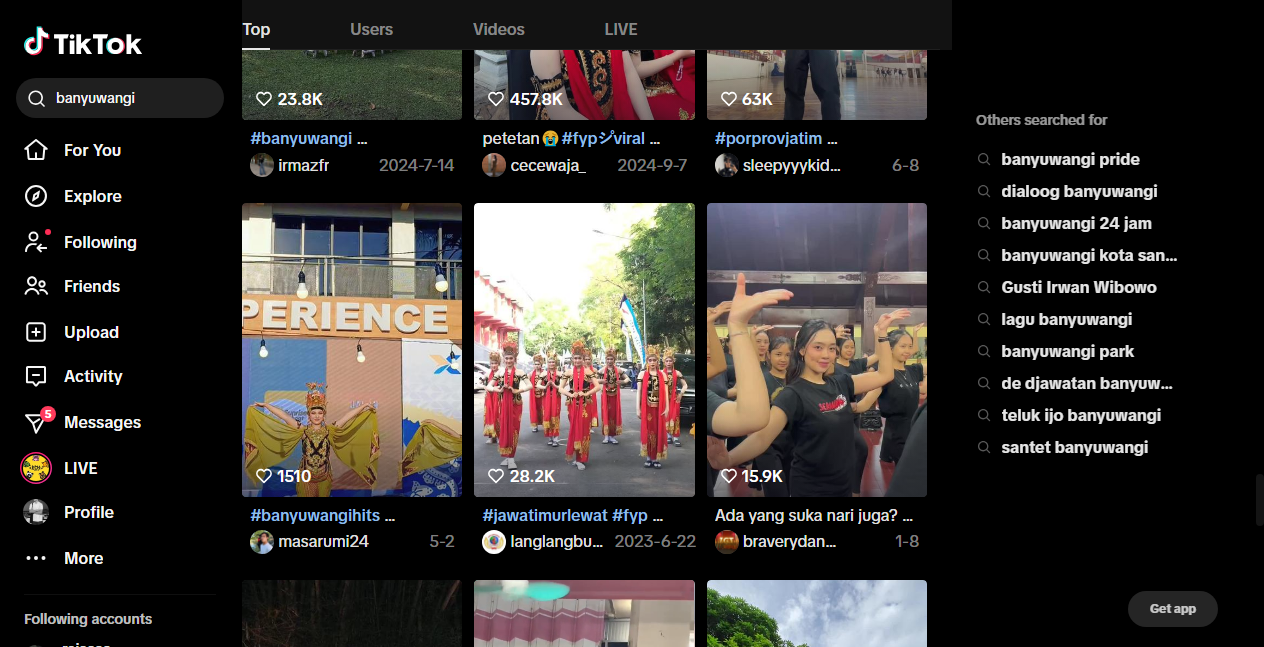 TikTok
banyuwangi
For You
Explore
Following
Friends
Upload
Activity
5
Messages
LIVE
Profile
More
Following accounts
Top Users Videos LIVE
23.8K
457.8K
63K
#banyuwangi ...
irmazfr 2024-7-14
petetan😭#fypシ゚viral ...
cecewaja_ 2024-9-7
#porprovjatim ...
sleepyyykid... 6-8
PERIENCE
1510
28.2K
15.9K
#banyuwangihits ...
masarumi24 5-2
#jawatimurlewat #fyp ...
langlangbu... 2023-6-22
Ada yang suka nari juga? ...
braverydan... 1-8
Others searched for
banyuwangi pride
dialoog banyuwangi
banyuwangi 24 jam
banyuwangi kota san...
Gusti Irwan Wibowo
lagu banyuwangi
banyuwangi park
de djawatan banyuw...
teluk ijo banyuwangi
santet banyuwangi
Get app